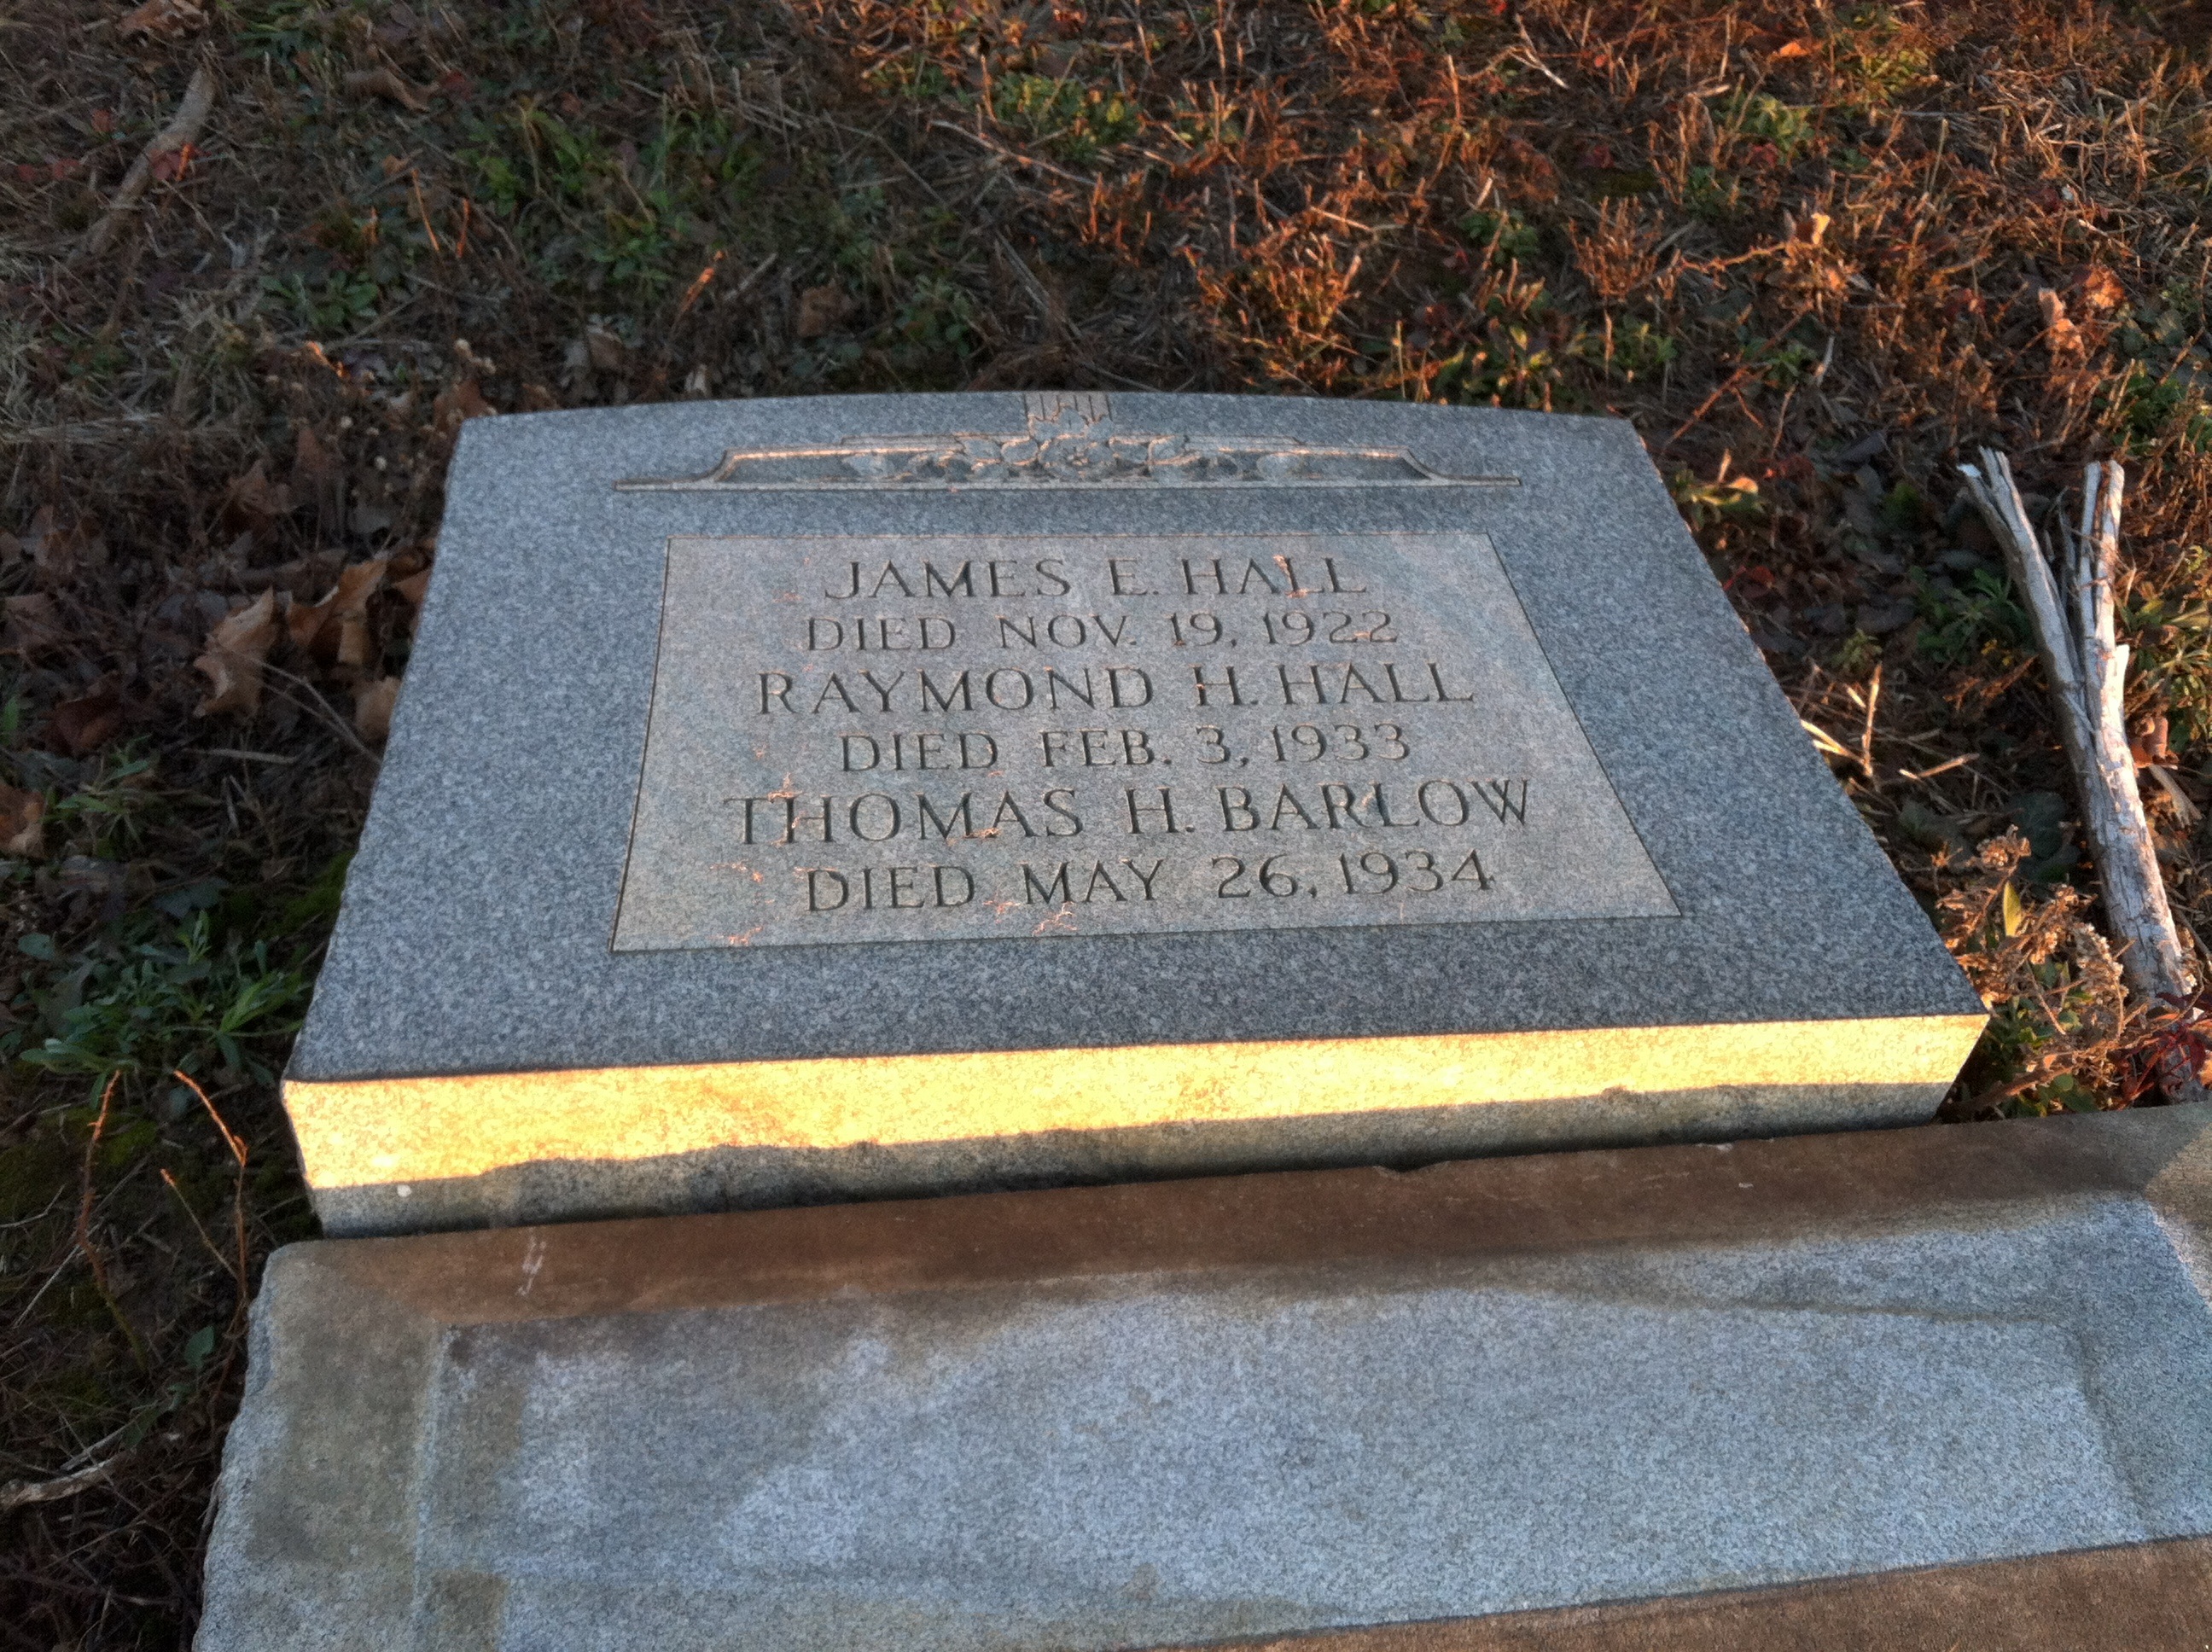 JAMES E. HALL
DIED NOV. 19, 1922
RAYMOND H. HALL
DIED FEB. 3, 1933
THOMAS H. BARLOW
DIED MAY 26, 1934